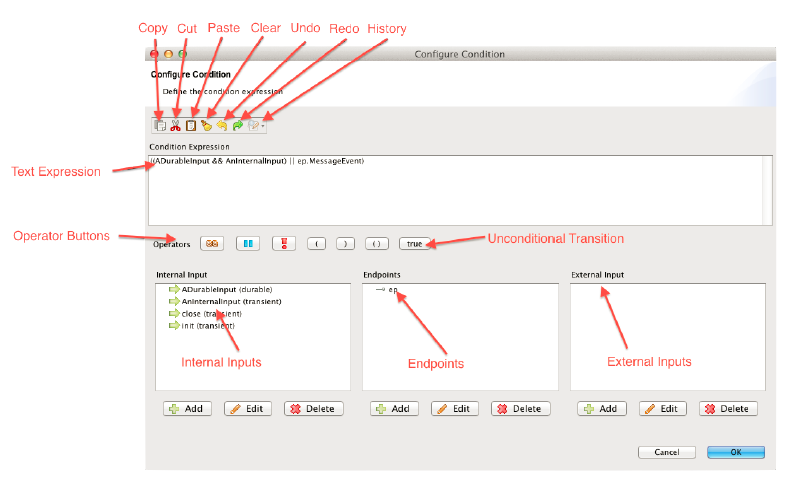 Copy Cut Paste Clear Undo Redo History
Configure Condition
Configure Condition
Define the condition expression
Condition Expression
Text Expression
((ADurableInput && AnInternalInput) || ep.MessageEvent)
Operator Buttons
Operators ( ) ( ) true
Unconditional Transition
Internal Input Endpoints External Input
ADurableInput (durable) ep
AnInternalInput (transient)
close (transient)
init (transient)
Internal Inputs Endpoints External Inputs
Add Edit Delete Add Edit Delete Add Edit Delete
Cancel OK